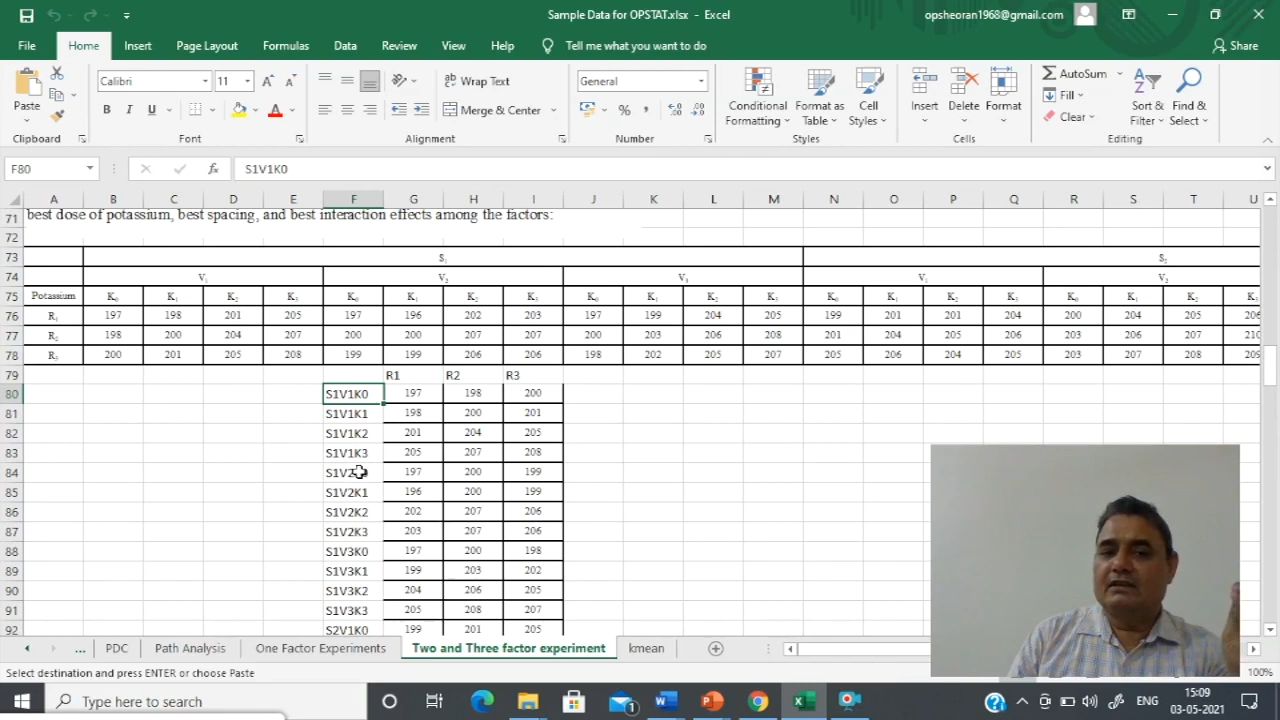 Sample Data for OPSTAT.xlsx - Excel
opsheoran1968@gmail.com
File Home Insert Page Layout Formulas Data Review View Help Tell me what you want to do Share
Paste
Calibri 11
B I U
Wrap Text
Merge & Center
General
%
Conditional Formatting
Format as Table
Cell Styles
Insert Delete Format
AutoSum
Fill
Clear
Sort & Filter
Find & Select
Clipboard Font Alignment Number Styles Cells Editing
F80 fx S1V1K0
A B C D E F G H I J K L M N O P Q R S T U
71 best dose of potassium, best spacing, and best interaction effects among the factors:
72
73 S₁ S₂
74 V₁ V₂ V₃ V₁ V₂
75 Potassium K₀ K₁ K₂ K₃ K₀ K₁ K₂ K₃ K₀ K₁ K₂ K₃ K₀ K₁ K₂ K₃ K₀ K₁ K₂ K₃
76 R₁ 197 198 201 205 197 196 202 203 197 199 204 205 199 201 201 204 200 204 205 206
77 R₂ 198 200 204 207 200 200 207 207 200 203 206 208 201 204 205 206 203 206 207 210
78 R₃ 200 201 205 208 199 199 206 206 198 202 205 207 205 206 204 205 203 207 208 209
79 R1 R2 R3
80 S1V1K0 197 198 200
81 S1V1K1 198 200 201
82 S1V1K2 201 204 205
83 S1V1K3 205 207 208
84 197 200 199
85 S1V2K1 196 200 199
86 S1V2K2 202 207 206
87 S1V2K3 203 207 206
88 S1V3K0 197 200 198
89 S1V3K1 199 203 202
90 S1V3K2 204 206 205
91 S1V3K3 205 208 207
92 S2V1K0 199 201 205
... PDC Path Analysis One Factor Experiments Two and Three factor experiment kmean
Select destination and press ENTER or choose Paste
100%
Type here to search
1
ENG
15:09
03-05-2021